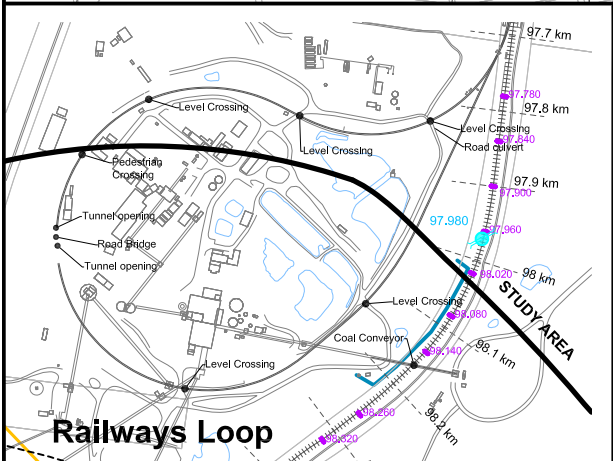 97.7 km
97.780
97.8 km
Level Crossing
Level Crossing
Level Crossing
Road culvert
97.840
Pedestrian
Crossing
97.9 km
97.900
Tunnel opening
97.980
97.960
Road Bridge
Tunnel opening
98.020
98 km
STUDY AREA
Level Crossing
98.080
Coal Conveyor
98.140
98.1 km
Level Crossing
98.260
98.2 km
Railways Loop
98.320